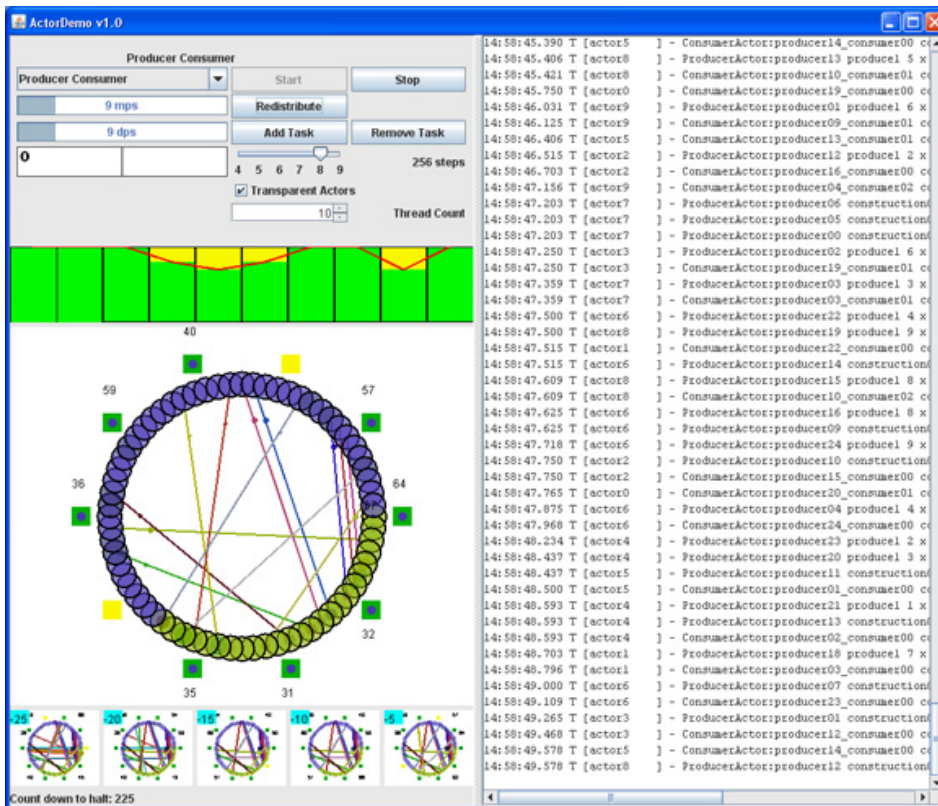 ActorDemo v1.0
Producer Consumer
Producer Consumer
Start
Stop
9 mps
Redistribute
9 dps
Add Task
Remove Task
0
4 5 6 7 8 9
256 steps
Transparent Actors
10
Thread Count
40
59
57
36
64
32
35
31
-25
-20
-15
-10
-5
Count down to halt: 225
14:58:45.390 T [actor5 ] - ConsumerActor:producer14_consumer00 co
14:58:45.406 T [actor8 ] - ProducerActor:producer13 produce1 5 x
14:58:45.421 T [actor8 ] - ConsumerActor:producer10_consumer01 co
14:58:45.750 T [actor0 ] - ConsumerActor:producer19_consumer00 co
14:58:46.031 T [actor9 ] - ProducerActor:producer01 produce1 6 x
14:58:46.125 T [actor9 ] - ConsumerActor:producer09_consumer01 co
14:58:46.406 T [actor5 ] - ConsumerActor:producer13_consumer01 co
14:58:46.515 T [actor2 ] - ProducerActor:producer12 produce1 2 x
14:58:46.703 T [actor2 ] - ConsumerActor:producer16_consumer00 co
14:58:47.156 T [actor9 ] - ConsumerActor:producer04_consumer02 co
14:58:47.203 T [actor7 ] - ProducerActor:producer06 construction
14:58:47.203 T [actor7 ] - ProducerActor:producer05 construction
14:58:47.203 T [actor7 ] - ProducerActor:producer00 construction
14:58:47.250 T [actor3 ] - ProducerActor:producer02 produce1 6 x
14:58:47.250 T [actor3 ] - ConsumerActor:producer19_consumer01 co
14:58:47.359 T [actor7 ] - ProducerActor:producer03 produce1 3 x
14:58:47.359 T [actor7 ] - ConsumerActor:producer03_consumer01 co
14:58:47.500 T [actor6 ] - ProducerActor:producer22 produce1 4 x
14:58:47.500 T [actor8 ] - ProducerActor:producer19 produce1 9 x
14:58:47.515 T [actor1 ] - ConsumerActor:producer22_consumer00 co
14:58:47.515 T [actor6 ] - ProducerActor:producer14 construction
14:58:47.609 T [actor8 ] - ProducerActor:producer15 produce1 8 x
14:58:47.609 T [actor8 ] - ConsumerActor:producer10_consumer02 co
14:58:47.625 T [actor6 ] - ProducerActor:producer16 produce1 8 x
14:58:47.625 T [actor6 ] - ProducerActor:producer09 construction
14:58:47.718 T [actor6 ] - ProducerActor:producer24 produce1 9 x
14:58:47.750 T [actor2 ] - ProducerActor:producer10 construction
14:58:47.750 T [actor2 ] - ConsumerActor:producer15_consumer00 co
14:58:47.765 T [actor0 ] - ConsumerActor:producer20_consumer01 co
14:58:47.875 T [actor6 ] - ProducerActor:producer04 produce1 4 x
14:58:47.968 T [actor6 ] - ConsumerActor:producer24_consumer00 co
14:58:48.234 T [actor4 ] - ProducerActor:producer23 produce1 2 x
14:58:48.437 T [actor4 ] - ProducerActor:producer20 produce1 3 x
14:58:48.437 T [actor5 ] - ProducerActor:producer11 construction
14:58:48.500 T [actor5 ] - ConsumerActor:producer01_consumer00 co
14:58:48.593 T [actor4 ] - ProducerActor:producer21 produce1 1 x
14:58:48.593 T [actor4 ] - ProducerActor:producer13 construction
14:58:48.593 T [actor4 ] - ConsumerActor:producer02_consumer00 co
14:58:48.703 T [actor1 ] - ProducerActor:producer18 produce1 7 x
14:58:48.796 T [actor1 ] - ConsumerActor:producer03_consumer00 co
14:58:49.000 T [actor6 ] - ProducerActor:producer07 construction
14:58:49.109 T [actor6 ] - ConsumerActor:producer23_consumer00 co
14:58:49.265 T [actor3 ] - ProducerActor:producer01 construction
14:58:49.468 T [actor3 ] - ConsumerActor:producer12_consumer00 co
14:58:49.578 T [actor5 ] - ConsumerActor:producer14_consumer00 co
14:58:49.578 T [actor8 ] - ProducerActor:producer12 construction